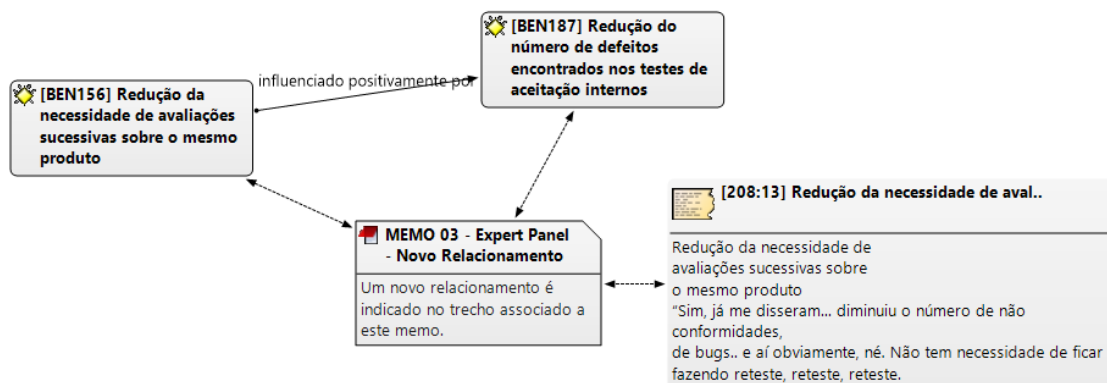 [BEN187] Redução do
número de defeitos
encontrados nos testes de
aceitação internos
influenciado positivamente por
[BEN156] Redução da
necessidade de avaliações
sucessivas sobre o mesmo
produto
[208:13] Redução da necessidade de aval..
MEMO 03 - Expert Panel
- Novo Relacionamento
Um novo relacionamento é
indicado no trecho associado a
este memo.
Redução da necessidade de
avaliações sucessivas sobre
o mesmo produto
“Sim, já me disseram... diminuiu o número de não
conformidades,
de bugs.. e aí obviamente, né. Não tem necessidade de ficar
fazendo reteste, reteste, reteste.